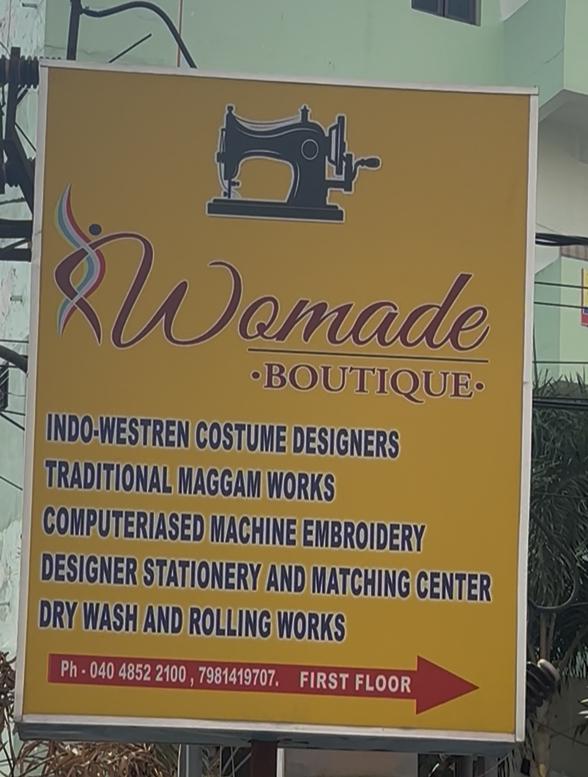 Womade
·BOUTIQUE·
INDO-WESTREN COSTUME DESIGNERS
TRADITIONAL MAGGAM WORKS
COMPUTERIASED MACHINE EMBROIDERY
DESIGNER STATIONERY AND MATCHING CENTER
DRY WASH AND ROLLING WORKS
Ph - 040 4852 2100 , 7981419707. FIRST FLOOR